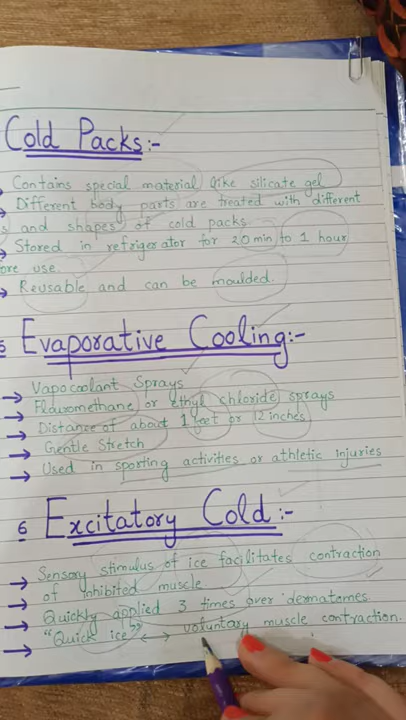 Cold Packs:-
→ Contains special material (like silicate gel)
→ Different body parts are treated with different
s and shapes of cold packs.
→ Stored in refrigerator for 20 min to 1 hour
ore use.
→ Reusable and can be moulded.
5 Evaporative Cooling:-
→ Vapocoolant Sprays
→ Flouromethane or ethyl chloride sprays
→ Distance of about 1 feet or 12 inches
→ Gentle Stretch
→ Used in sporting activities or athletic injuries
6 Excitatory Cold:-
→ Sensory stimulus of ice facilitates contraction
of inhibited muscle.
→ Quickly applied 3 times over dermatomes
→ "Quick ice" <-> voluntary muscle contraction.